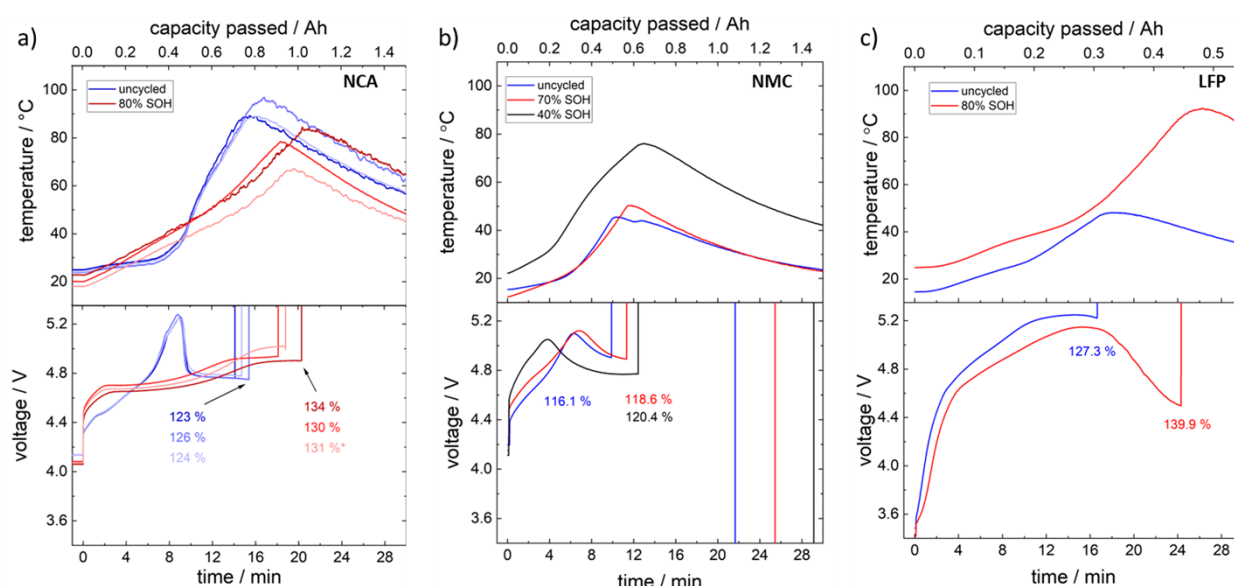 a)
capacity passed / Ah
0.0 0.2 0.4 0.6 0.8 1.0 1.2 1.4
NCA
uncycled
80% SOH
temperature / °C
100
80
60
40
20
voltage / V
5.2
4.8
4.4
4.0
3.6
123 %
126 %
124 %
134 %
130 %
131 %*
0 4 8 12 16 20 24 28
time / min
b)
capacity passed / Ah
0.0 0.2 0.4 0.5 0.6 0.8 1.0 1.2 1.4
NMC
uncycled
70% SOH
40% SOH
temperature / °C
100
80
60
40
20
voltage / V
5.2
4.8
4.4
4.1
3.6
116.1 %
118.6 %
120.4 %
0 4 8 12 16 20 24 28
time / min
c)
capacity passed / Ah
0.0 0.1 0.2 0.3 0.4 0.5
LFP
uncycled
80% SOH
temperature / °C
100
80
60
40
20
voltage / V
5.2
4.8
4.4
4.0
3.6
127.3 %
139.9 %
0 4 8 12 16 20 24 28
time / min